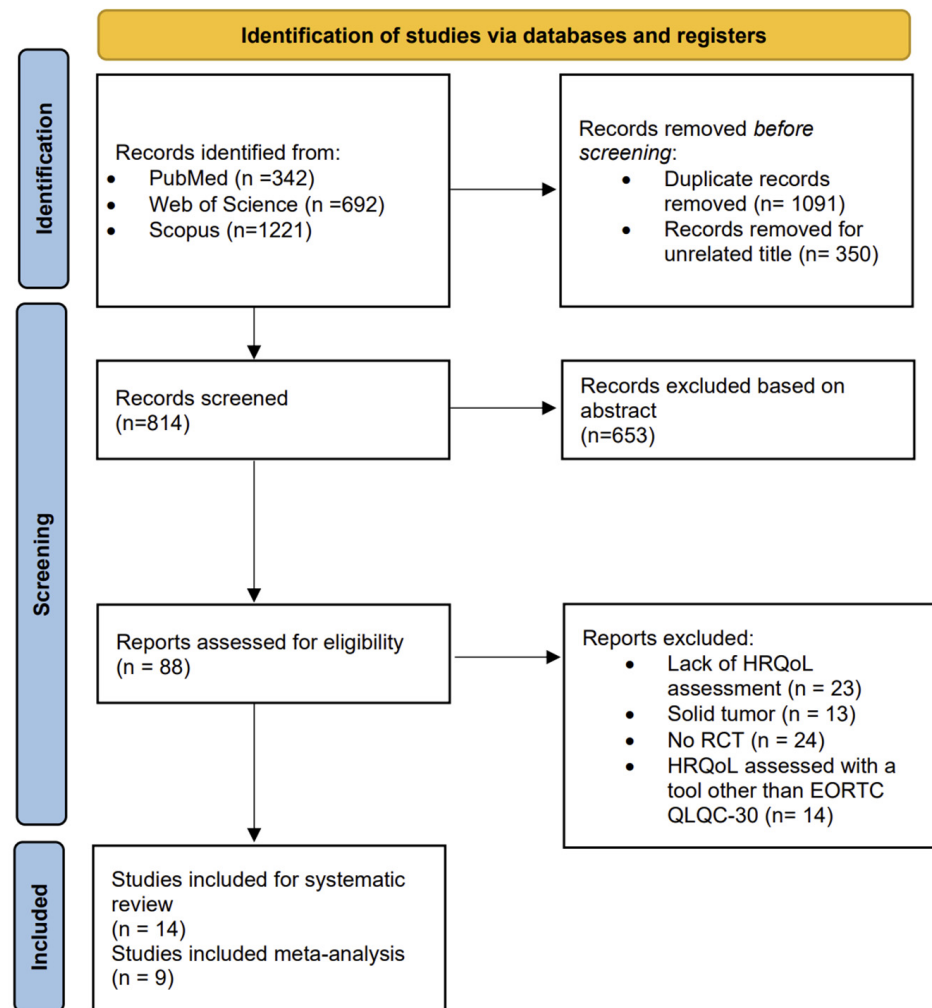 Identification of studies via databases and registers
Identification
Records identified from:
• PubMed (n =342)
• Web of Science (n =692)
• Scopus (n=1221)
Records removed before
screening:
• Duplicate records
removed (n= 1091)
• Records removed for
unrelated title (n= 350)
Screening
Records screened
(n=814)
Records excluded based on
abstract
(n=653)
Reports assessed for eligibility
(n = 88)
Reports excluded:
• Lack of HRQoL
assessment (n = 23)
• Solid tumor (n = 13)
• No RCT (n = 24)
• HRQoL assessed with a
tool other than EORTC
QLQC-30 (n= 14)
Included
Studies included for systematic
review
(n = 14)
Studies included meta-analysis
(n = 9)